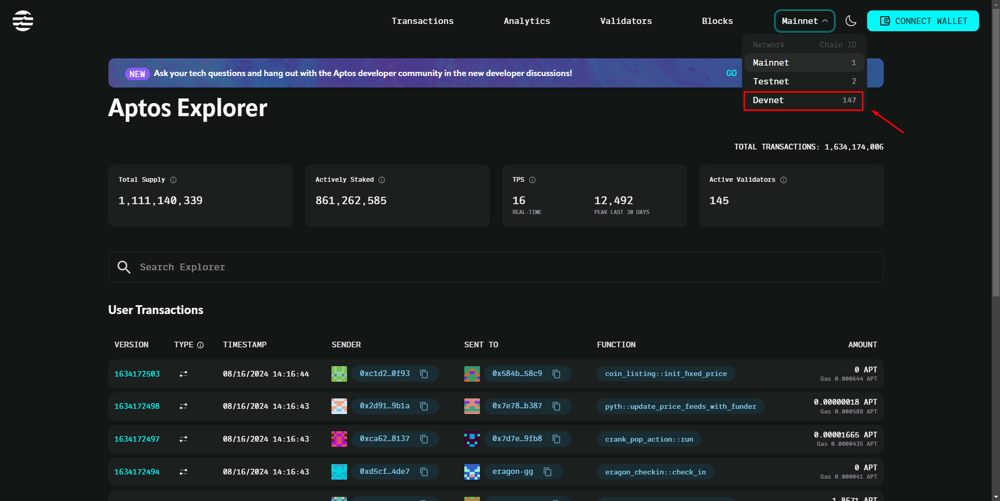 Transactions
Analytics
Validators
Blocks
Mainnet
CONNECT WALLET
Network Chain ID
Mainnet 1
Testnet 2
Devnet 147
NEW Ask your tech questions and hang out with the Aptos developer community in the new developer discussions! GO
Aptos Explorer
TOTAL TRANSACTIONS: 1,634,174,006
Total Supply
1,111,140,339
Actively Staked
861,262,585
TPS
16
REAL-TIME
12,492
PEAK LAST 30 DAYS
Active Validators
145
Search Explorer
User Transactions
VERSION TYPE TIMESTAMP SENDER SENT TO FUNCTION AMOUNT
1634172503 08/16/2024 14:16:44 0xc1d2…0f93 0x584b…58c9 coin_listing::init_fixed_price 0 APT
Gas 0.000644 APT
1634172498 08/16/2024 14:16:43 0x2d91…9b1a 0x7e78…b387 pyth::update_price_feeds_with_funder 0.00000018 APT
Gas 0.000588 APT
1634172497 08/16/2024 14:16:43 0xca62…8137 0x7d7e…9fb8 crank_pop_action::run 0.00001665 APT
Gas 0.0000435 APT
1634172494 08/16/2024 14:16:43 0xd5cf…4de7 eragon-gg eragon_checkin::check_in 0 APT
Gas 0.000041 APT
1.8671 APT